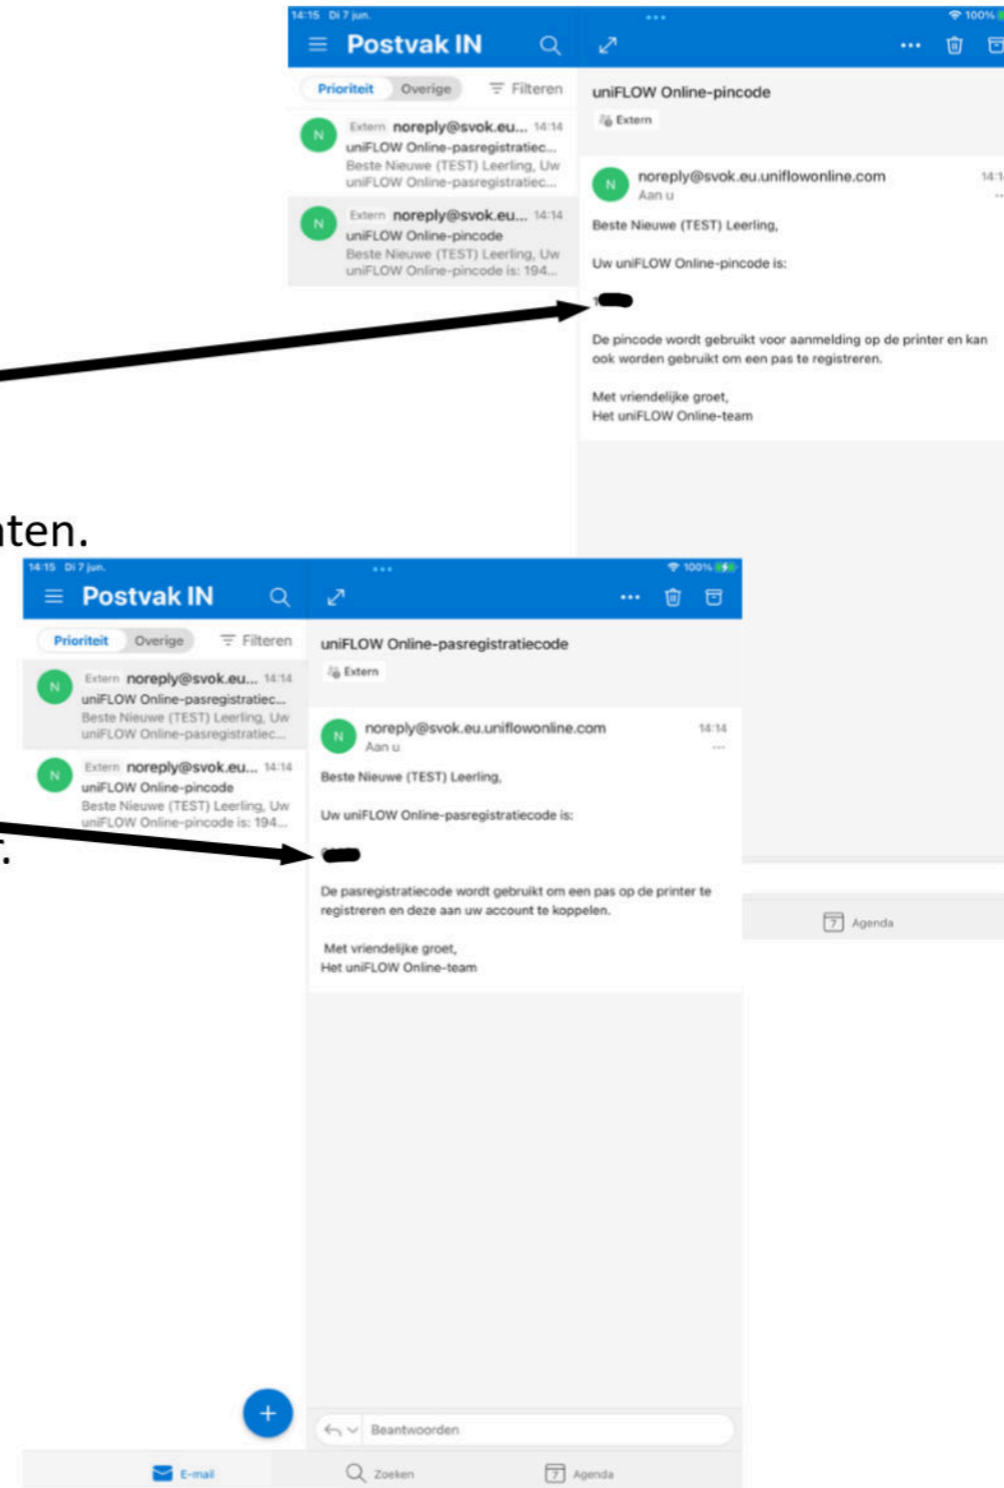 14:15 Di 7 jun.
100%
Postvak IN
Prioriteit Overige Filteren
Extern noreply@svok.eu... 14:14
uniFLOW Online-pasregistratiec...
Beste Nieuwe (TEST) Leerling, Uw
uniFLOW Online-pasregistratiec...
Extern noreply@svok.eu... 14:14
uniFLOW Online-pincode
Beste Nieuwe (TEST) Leerling, Uw
uniFLOW Online-pincode is: 194...
uniFLOW Online-pincode
Extern
noreply@svok.eu.uniflowonline.com
Aan u
Beste Nieuwe (TEST) Leerling,
Uw uniFLOW Online-pincode is:
De pincode wordt gebruikt voor aanmelding op de printer en kan
ook worden gebruikt om een pas te registreren.
Met vriendelijke groet,
Het uniFLOW Online-team
7 Agenda
14:15 Di 7 jun.
100%
Postvak IN
Prioriteit Overige Filteren
Extern noreply@svok.eu... 14:14
uniFLOW Online-pasregistratiec...
Beste Nieuwe (TEST) Leerling, Uw
uniFLOW Online-pasregistratiec...
Extern noreply@svok.eu... 14:14
uniFLOW Online-pincode
Beste Nieuwe (TEST) Leerling, Uw
uniFLOW Online-pincode is: 194...
uniFLOW Online-pasregistratiecode
Extern
noreply@svok.eu.uniflowonline.com 14:14
Aan u
Beste Nieuwe (TEST) Leerling,
Uw uniFLOW Online-pasregistratiecode is:
De pasregistratiecode wordt gebruikt om een pas op de printer te
registreren en deze aan uw account te koppelen.
Met vriendelijke groet,
Het uniFLOW Online-team
Beantwoorden
E-mail Zoeken 7 Agenda